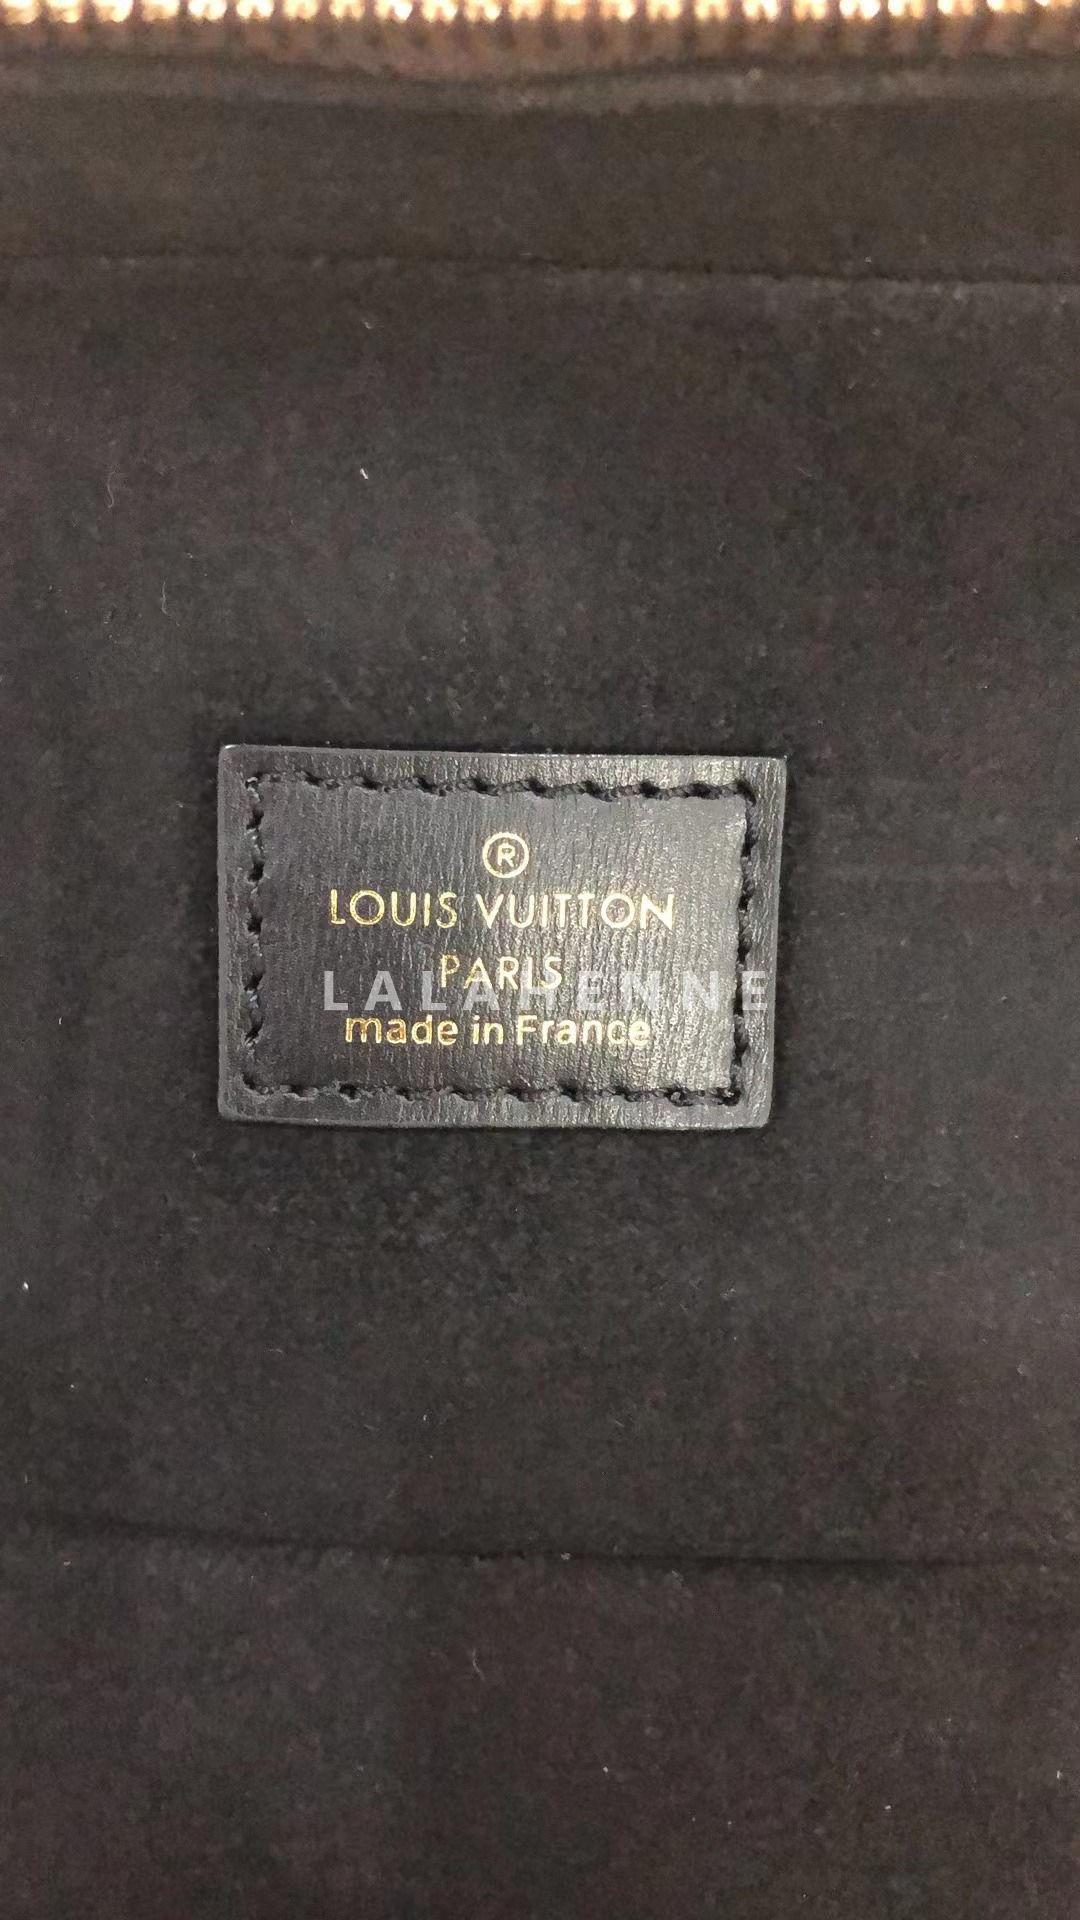 ®
LOUIS VUITTON
PARIS
LALAHENNE
made in France